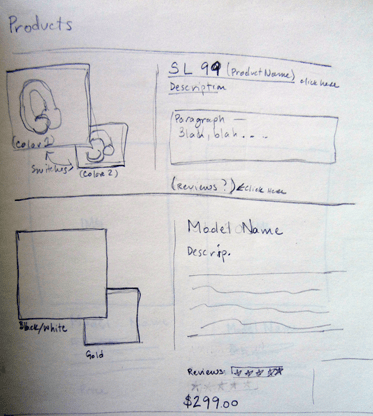 Products
SL 99 (Product Name) click here
Description
Paragraph —
Blah, blah . . . .
(Color 2)
Switches
(Color 2)
(Reviews?) ← Click Here
Model Name
Descrip.
Black/White
Gold
Reviews: ☆☆☆☆★
$299.00